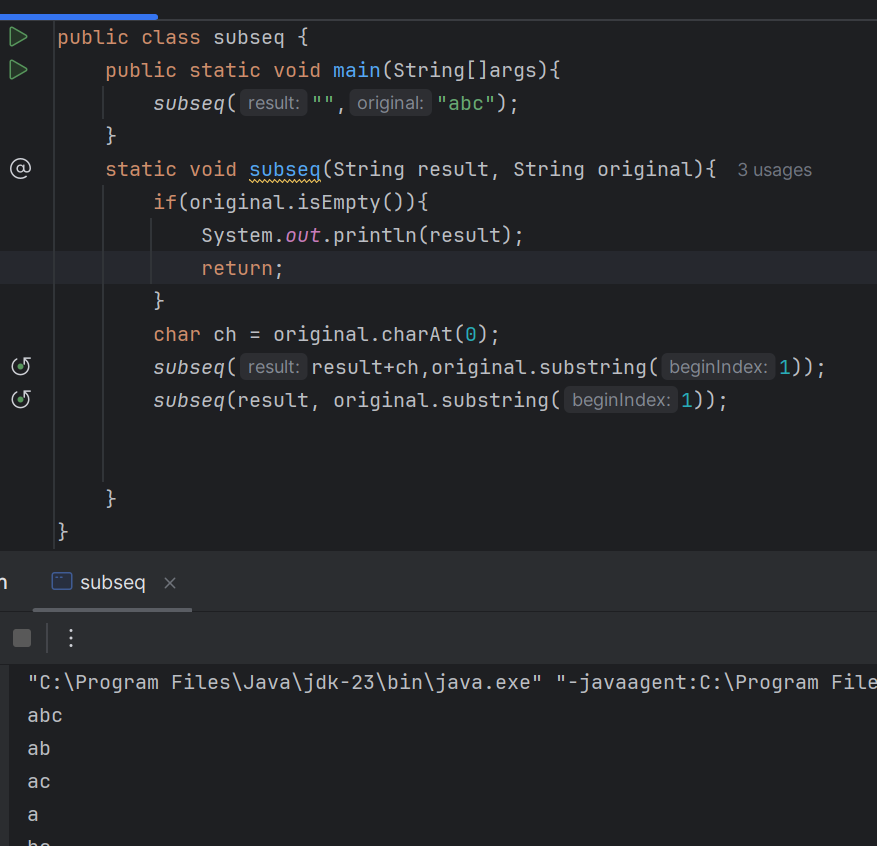 public class subseq {
public static void main(String[]args){
subseq( result: "", original: "abc");
}
static void subseq(String result, String original){ 3 usages
if(original.isEmpty()){
System.out.println(result);
return;
}
char ch = original.charAt(0);
subseq( result: result+ch,original.substring( beginIndex: 1));
subseq(result, original.substring( beginIndex: 1));
}
}
subseq ×
"C:\Program Files\Java\jdk-23\bin\java.exe" "-javaagent:C:\Program File
abc
ab
ac
a